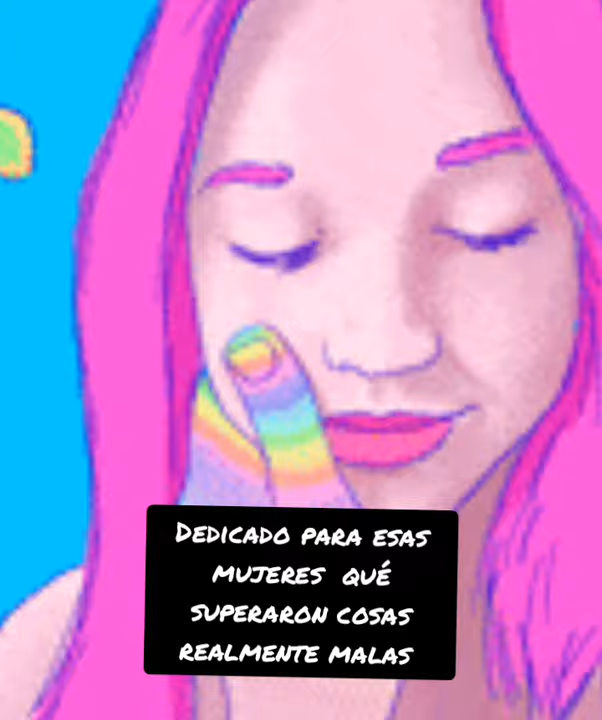 DEDICADO PARA ESAS
MUJERES QUÉ
SUPERARON COSAS
REALMENTE MALAS